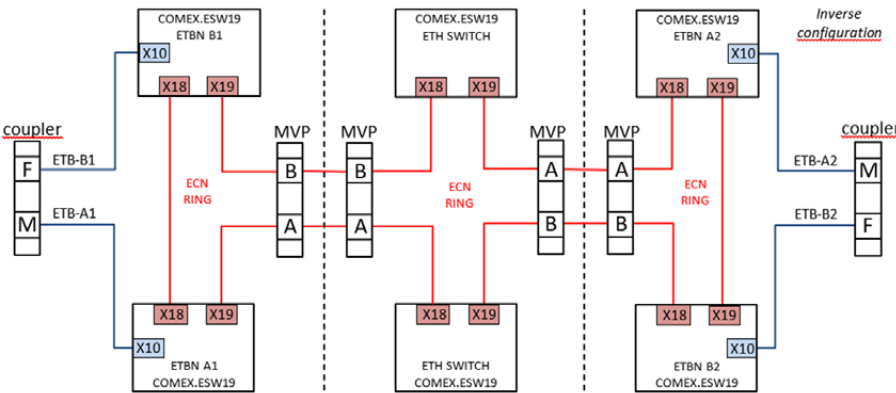 COMEX.ESW19
ETBN B1
X10
X18
X19
COMEX.ESW19
ETH SWITCH
X18
X19
COMEX.ESW19
ETBN A2
X10
X18
X19
Inverse
configuration
coupler
F
M
ETB-B1
ETB-A1
ECN
RING
MVP
B
A
MVP
B
A
ECN
RING
MVP
A
B
MVP
A
B
ECN
RING
ETB-A2
ETB-B2
coupler
M
F
X18
X19
X10
ETBN A1
COMEX.ESW19
X18
X19
ETH SWITCH
COMEX.ESW19
X18
X19
X10
ETBN B2
COMEX.ESW19